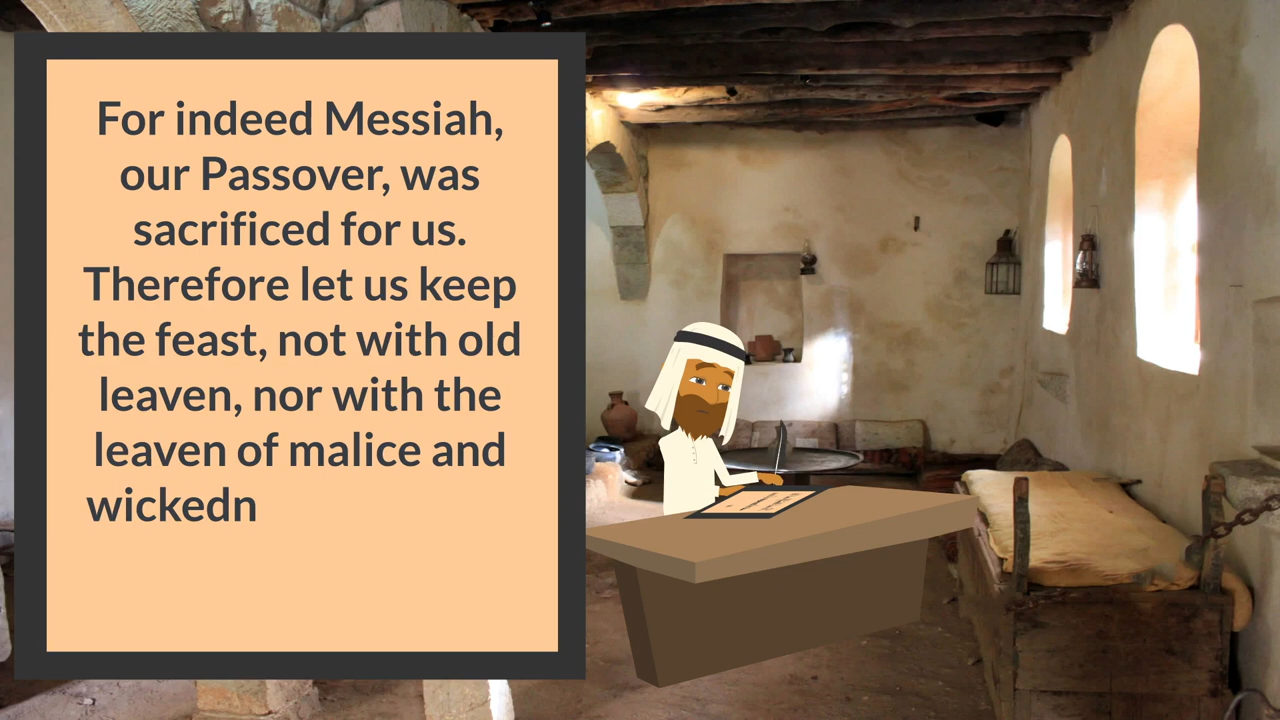 For indeed Messiah,
our Passover, was
sacrificed for us.
Therefore let us keep
the feast, not with old
leaven, nor with the
leaven of malice and
wickedn